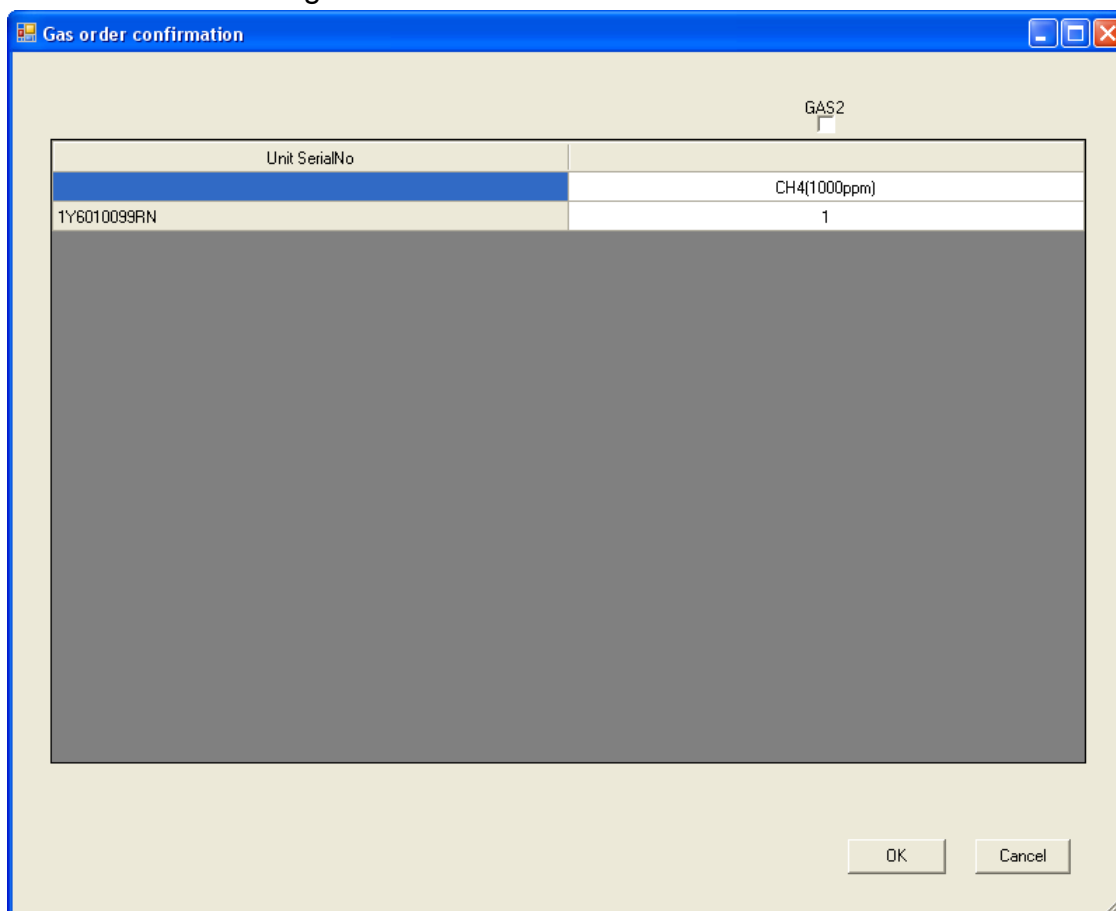 Gas order confirmation
GAS2
Unit SerialNo
CH4(1000ppm)
1Y6010099RN 1
OK Cancel